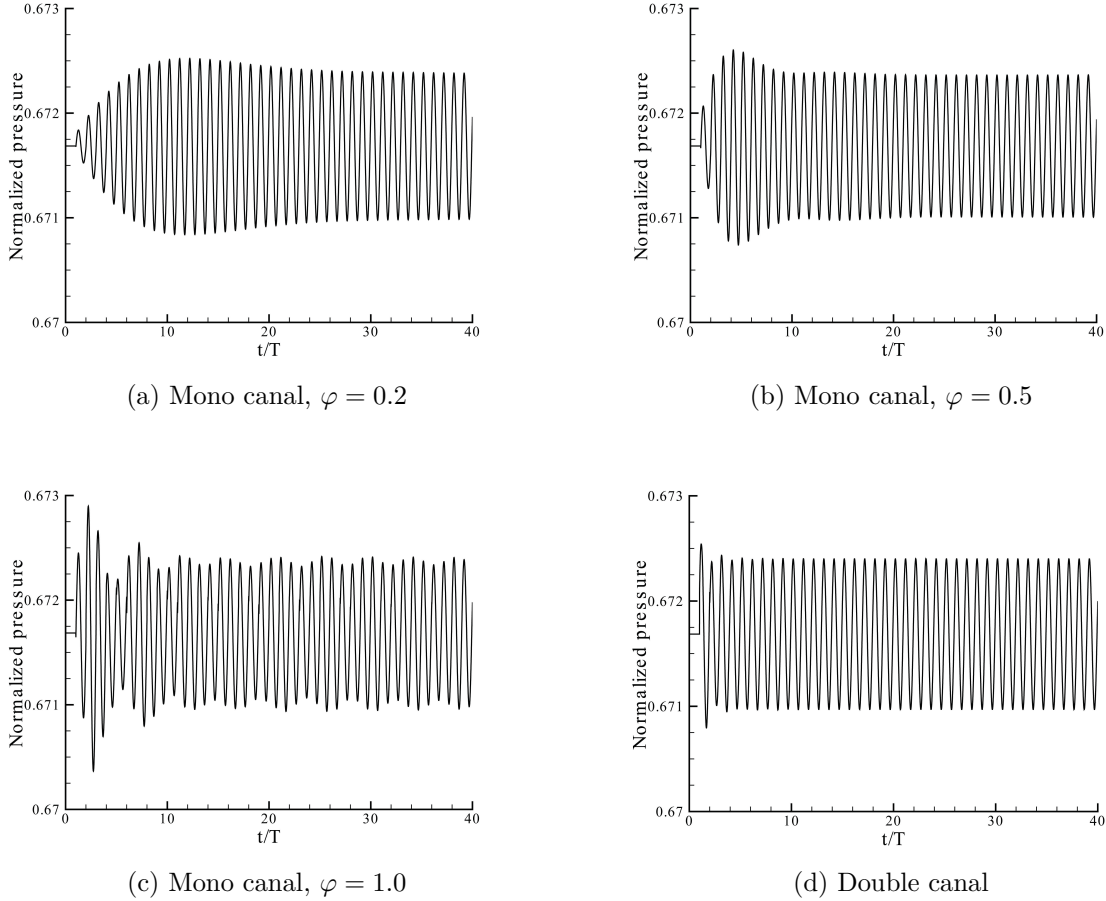 0.673
0.672
0.671
0.67
Normalized pressure
0 10 20 30 40
t/T
(a) Mono canal, φ = 0.2
0.673
0.672
0.671
0.67
Normalized pressure
0 10 20 30 40
t/T
(b) Mono canal, φ = 0.5
0.673
0.672
0.671
0.67
Normalized pressure
0 10 20 30 40
t/T
(c) Mono canal, φ = 1.0
0.673
0.672
0.671
0.67
Normalized pressure
0 10 20 30 40
t/T
(d) Double canal